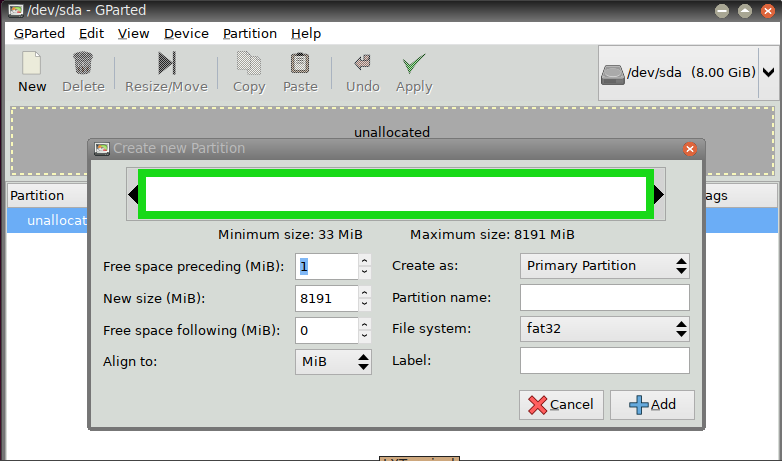 /dev/sda - GParted
GParted Edit View Device Partition Help
New Delete Resize/Move Copy Paste Undo Apply
/dev/sda (8.00 GiB)
unallocated
Create new Partition
Partition
ags
unallocat
Minimum size: 33 MiB Maximum size: 8191 MiB
Free space preceding (MiB): 1 Create as: Primary Partition
New size (MiB): 8191 Partition name:
Free space following (MiB): 0 File system: fat32
Align to: MiB Label:
Cancel Add